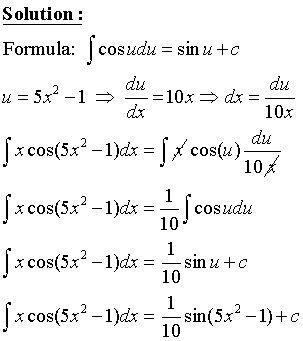 Solution :
Formula: ∫ cos u du = sin u + c
u = 5x² − 1 ⇒ du/dx = 10x ⇒ dx = du/10x
∫ x cos(5x² − 1)dx = ∫ x cos(u) du/10x
∫ x cos(5x² − 1)dx = 1/10 ∫ cos u du
∫ x cos(5x² − 1)dx = 1/10 sin u + c
∫ x cos(5x² − 1)dx = 1/10 sin(5x² − 1) + c